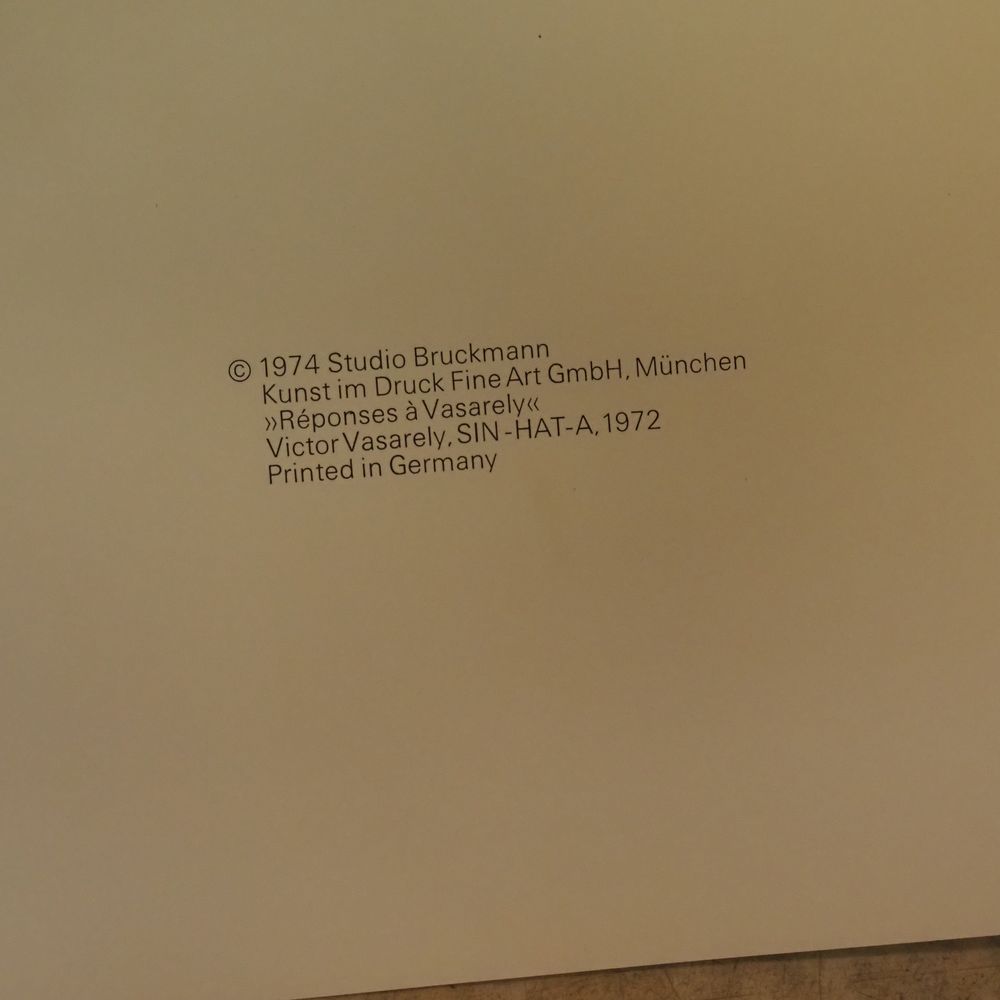 © 1974 Studio Bruckmann
Kunst im Druck Fine Art GmbH, München
»Réponses à Vasarely«
Victor Vasarely, SIN-HAT-A, 1972
Printed in Germany